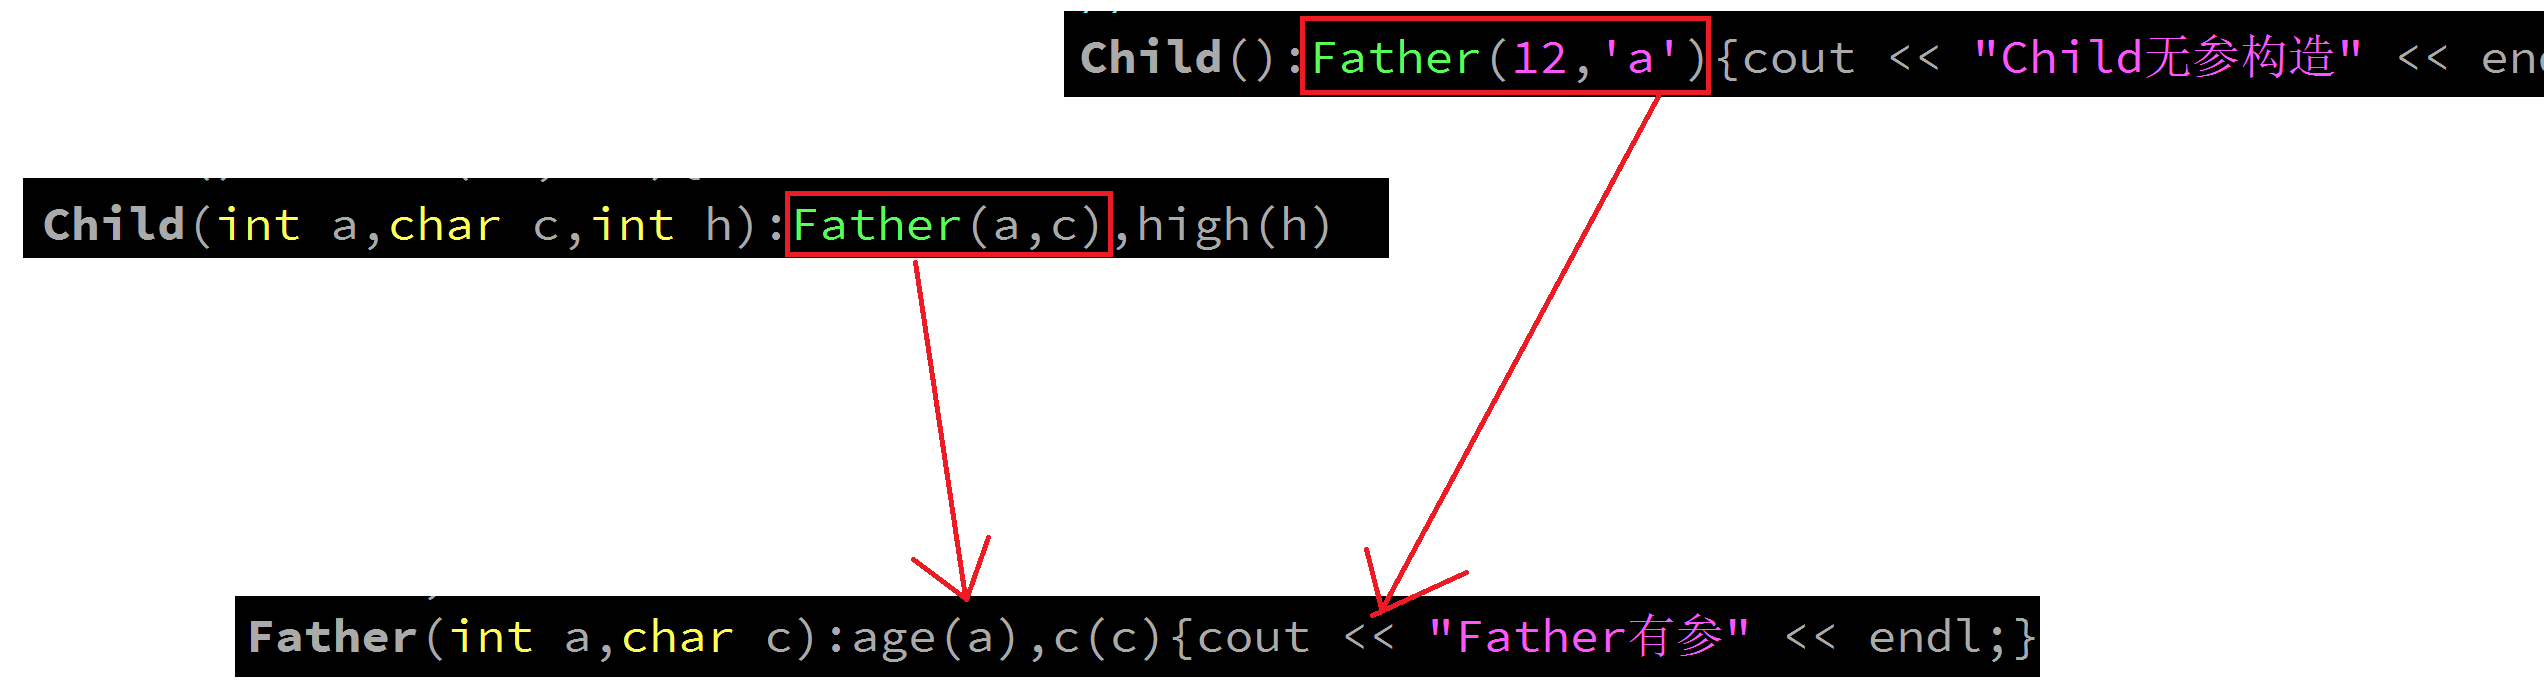 Child():Father(12,'a'){cout << "Child无参构造" << en
Child(int a,char c,int h):Father(a,c),high(h)
Father(int a,char c):age(a),c(c){cout << "Father有参" << endl;}